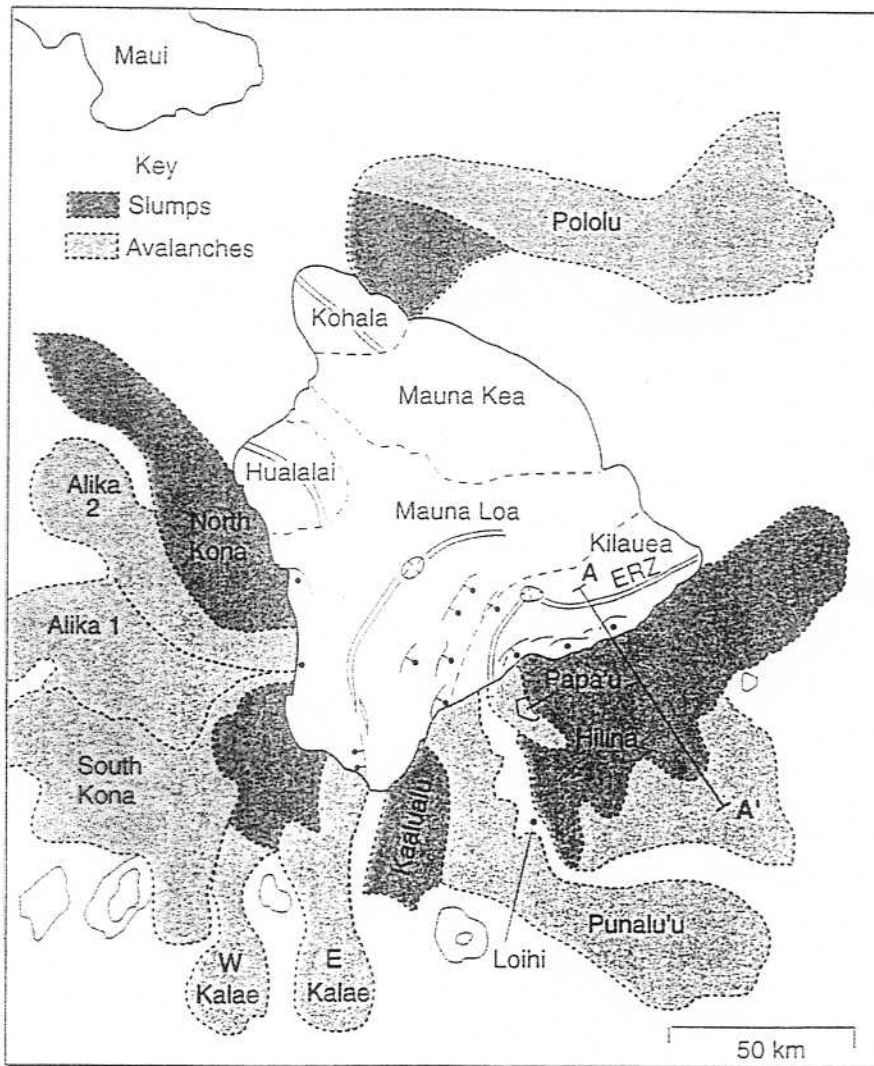 Maui
Key
Slumps
Avalanches
Pololu
Kohala
Mauna Kea
Hualalai
Alika
2
North
Kona
Mauna Loa
Kilauea
A
ERZ
Alika 1
Papa'u
Hilina
South
Kona
Kaalualu
A'
Punalu'u
Loihi
W
Kalae
E
Kalae
50 km